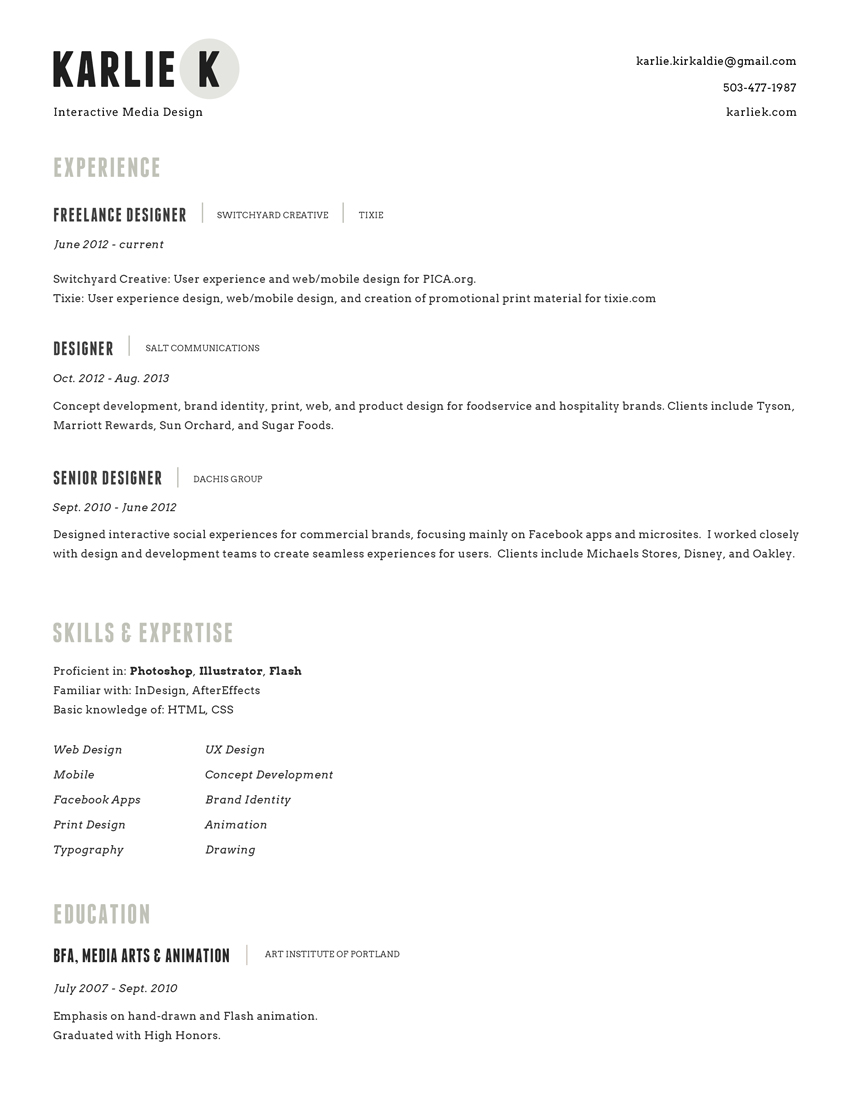 KARLIE K
karlie.kirkaldie@gmail.com
503-477-1987
Interactive Media Design
karliek.com
EXPERIENCE
FREELANCE DESIGNER | SWITCHYARD CREATIVE | TIXIE
June 2012 - current
Switchyard Creative: User experience and web/mobile design for PICA.org.
Tixie: User experience design, web/mobile design, and creation of promotional print material for tixie.com
DESIGNER | SALT COMMUNICATIONS
Oct. 2012 - Aug. 2013
Concept development, brand identity, print, web, and product design for foodservice and hospitality brands. Clients include Tyson,
Marriott Rewards, Sun Orchard, and Sugar Foods.
SENIOR DESIGNER | DACHIS GROUP
Sept. 2010 - June 2012
Designed interactive social experiences for commercial brands, focusing mainly on Facebook apps and microsites.  I worked closely
with design and development teams to create seamless experiences for users.  Clients include Michaels Stores, Disney, and Oakley.
SKILLS & EXPERTISE
Proficient in: Photoshop, Illustrator, Flash
Familiar with: InDesign, AfterEffects
Basic knowledge of: HTML, CSS
Web Design UX Design
Mobile Concept Development
Facebook Apps Brand Identity
Print Design Animation
Typography Drawing
EDUCATION
BFA, MEDIA ARTS & ANIMATION | ART INSTITUTE OF PORTLAND
July 2007 - Sept. 2010
Emphasis on hand-drawn and Flash animation.
Graduated with High Honors.